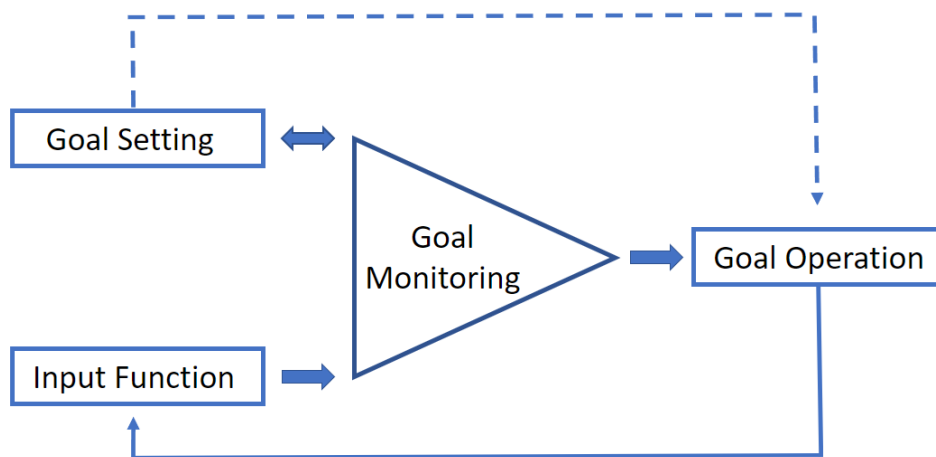 Goal Setting
Goal
Monitoring
Goal Operation
Input Function